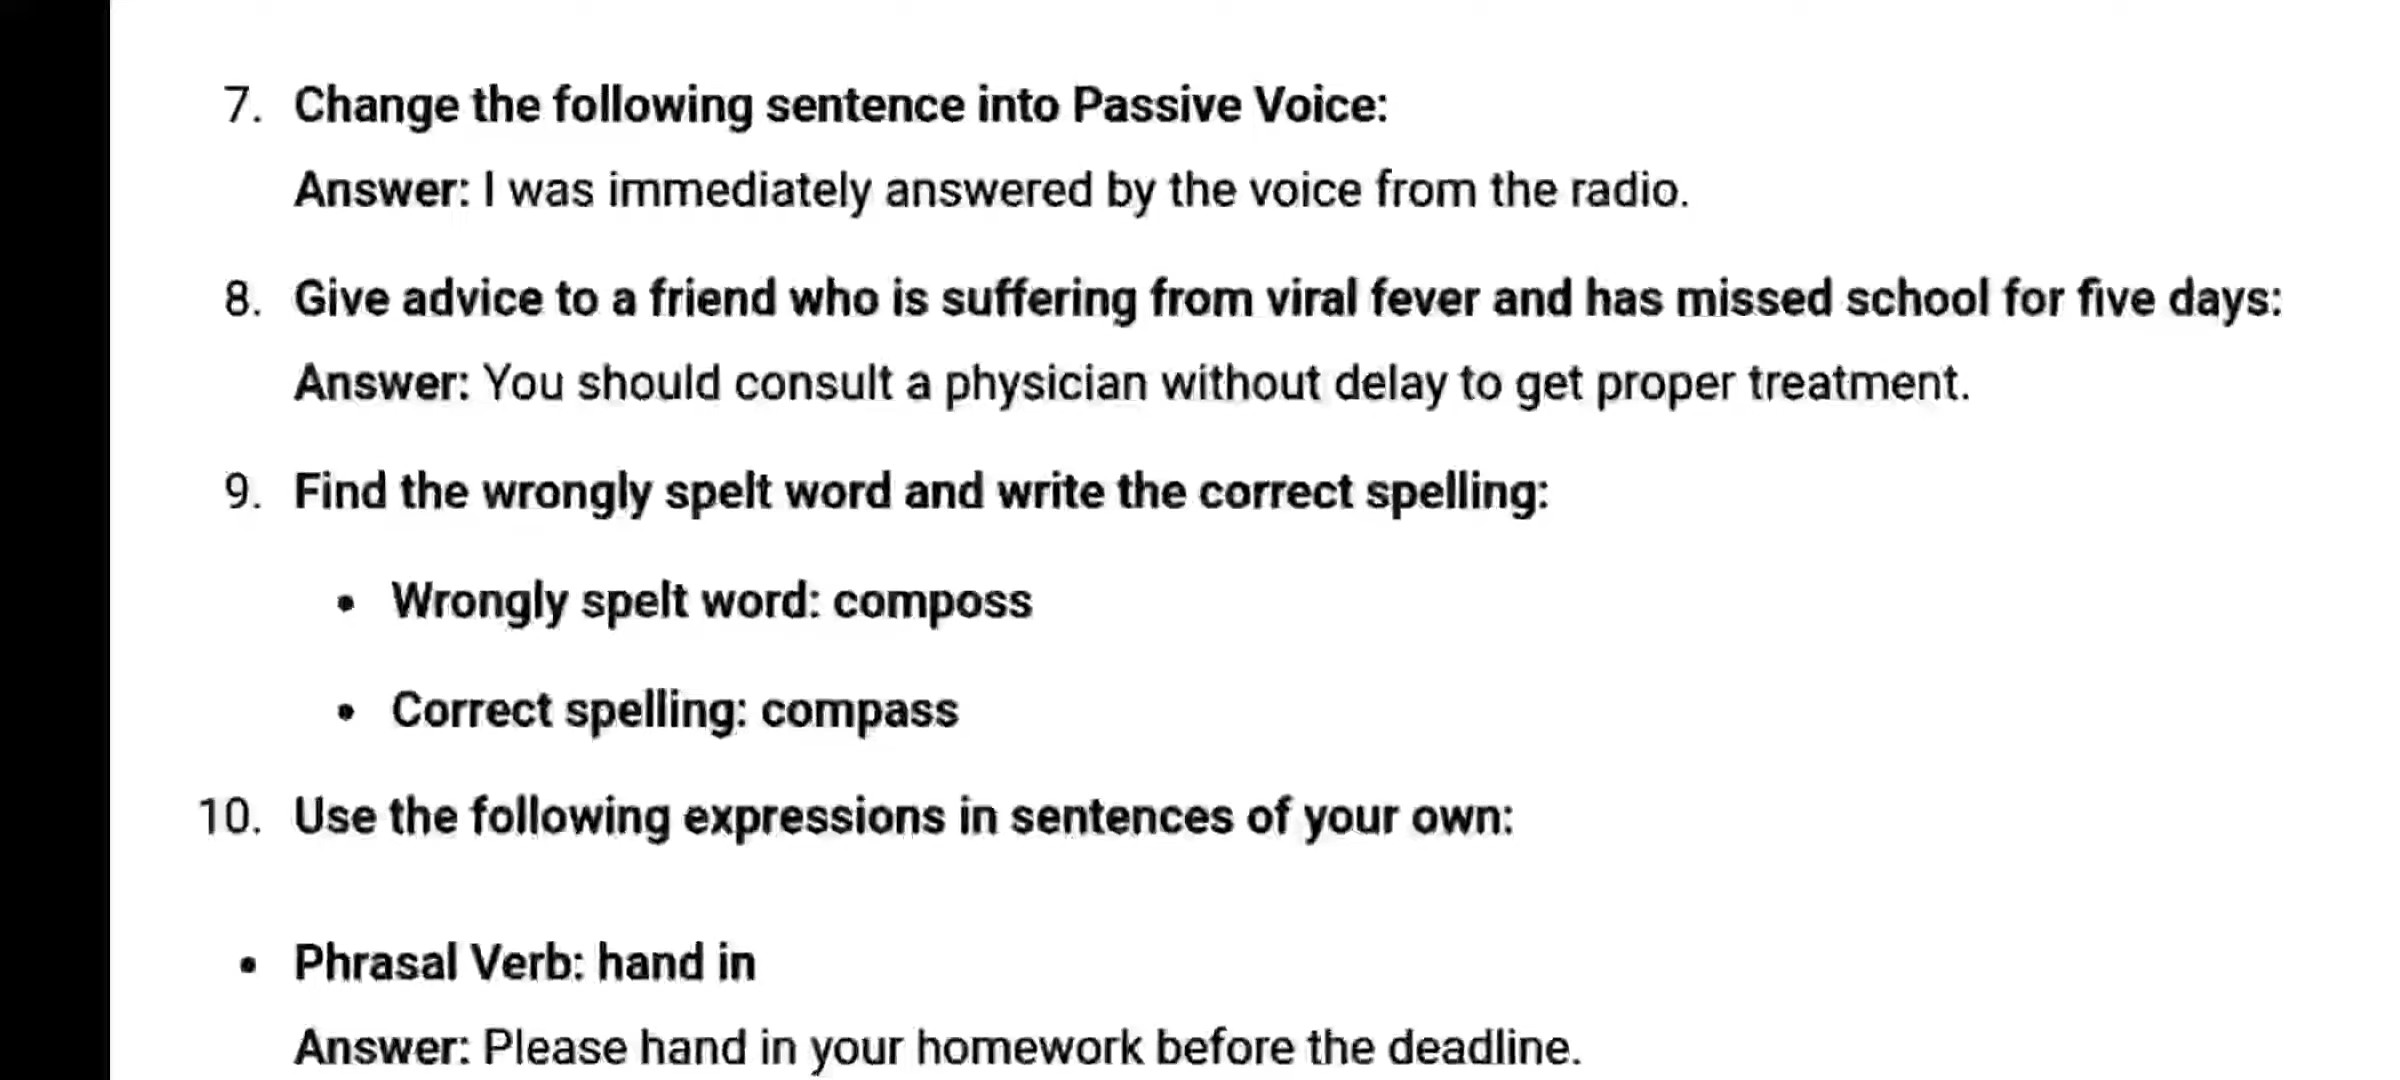 7. Change the following sentence into Passive Voice:
Answer: I was immediately answered by the voice from the radio.
8. Give advice to a friend who is suffering from viral fever and has missed school for five days:
Answer: You should consult a physician without delay to get proper treatment.
9. Find the wrongly spelt word and write the correct spelling:
• Wrongly spelt word: composs
• Correct spelling: compass
10. Use the following expressions in sentences of your own:
• Phrasal Verb: hand in
Answer: Please hand in your homework before the deadline.